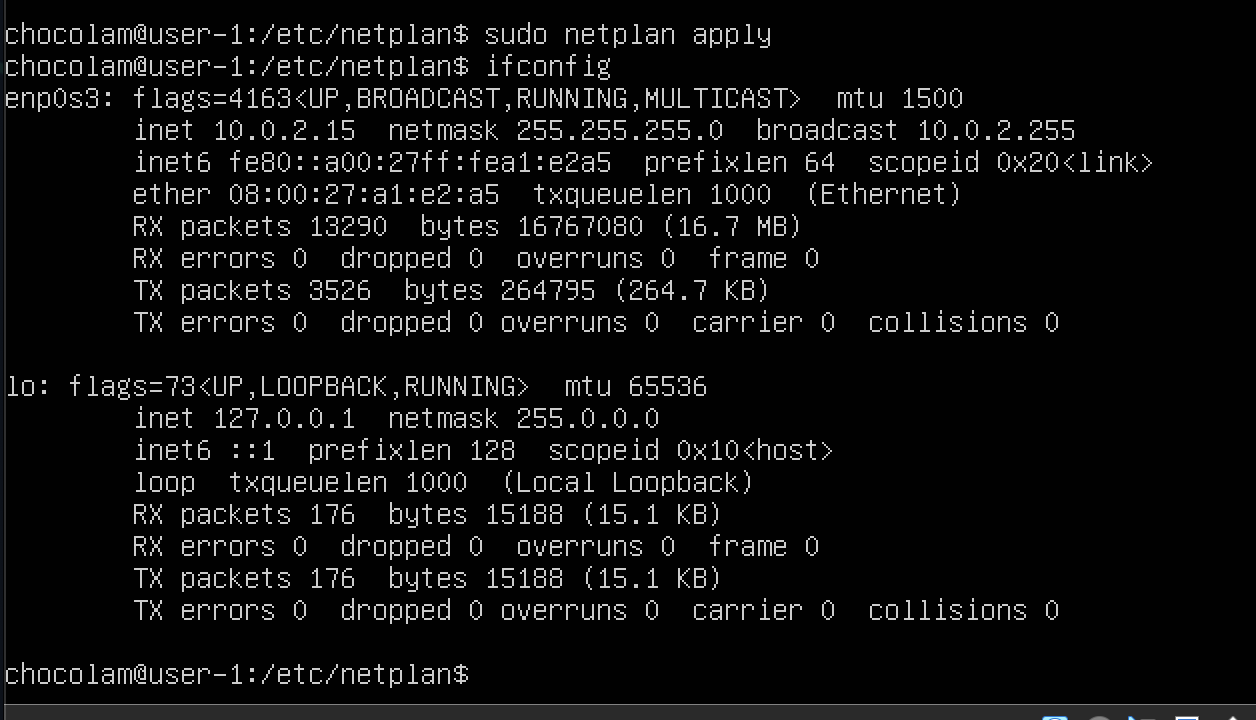 chocolam@user-1:/etc/netplan$ sudo netplan apply
chocolam@user-1:/etc/netplan$ ifconfig
enp0s3: flags=4163<UP,BROADCAST,RUNNING,MULTICAST>  mtu 1500
        inet 10.0.2.15  netmask 255.255.255.0  broadcast 10.0.2.255
        inet6 fe80::a00:27ff:fea1:e2a5  prefixlen 64  scopeid 0x20<link>
        ether 08:00:27:a1:e2:a5  txqueuelen 1000  (Ethernet)
        RX packets 13290  bytes 16767080 (16.7 MB)
        RX errors 0  dropped 0  overruns 0  frame 0
        TX packets 3526  bytes 264795 (264.7 KB)
        TX errors 0  dropped 0 overruns 0  carrier 0  collisions 0

lo: flags=73<UP,LOOPBACK,RUNNING>  mtu 65536
        inet 127.0.0.1  netmask 255.0.0.0
        inet6 ::1  prefixlen 128  scopeid 0x10<host>
        loop  txqueuelen 1000  (Local Loopback)
        RX packets 176  bytes 15188 (15.1 KB)
        RX errors 0  dropped 0  overruns 0  frame 0
        TX packets 176  bytes 15188 (15.1 KB)
        TX errors 0  dropped 0 overruns 0  carrier 0  collisions 0

chocolam@user-1:/etc/netplan$